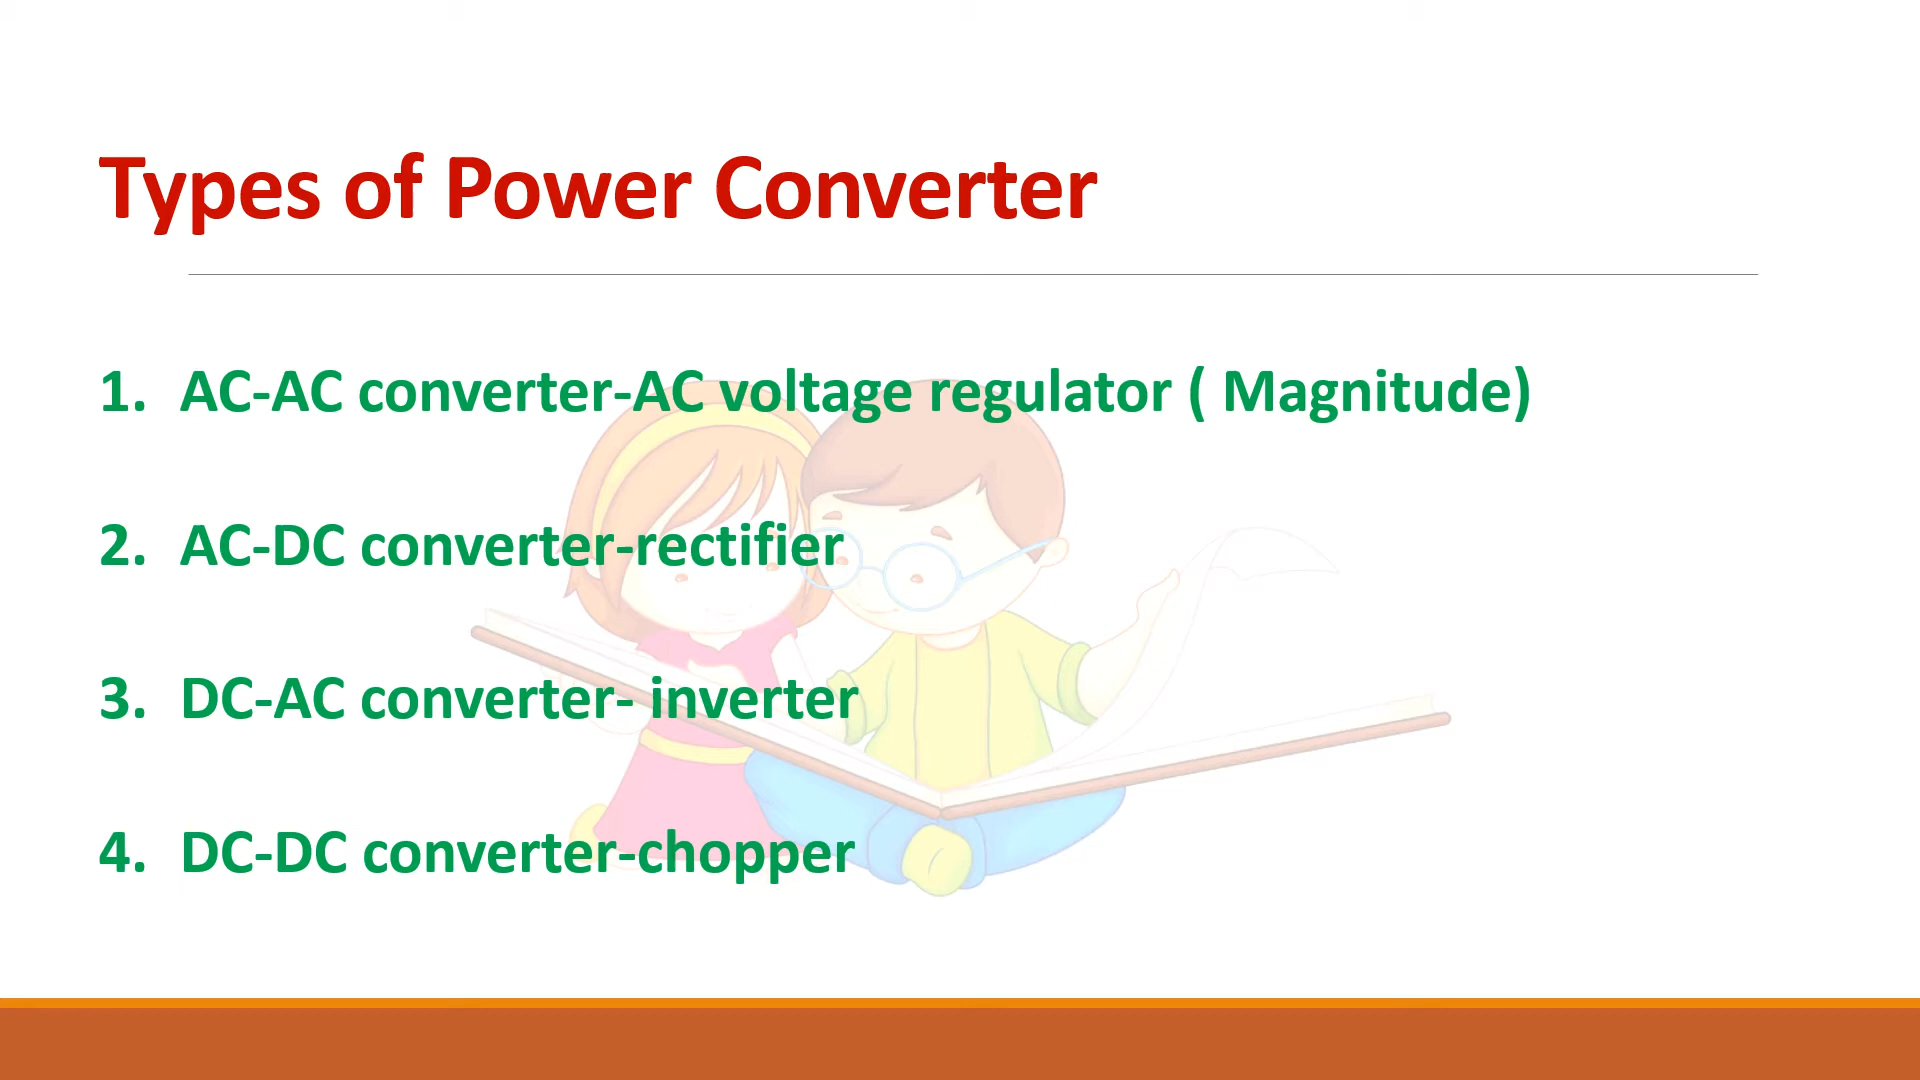 Types of Power Converter
1. AC-AC converter-AC voltage regulator ( Magnitude)
2. AC-DC converter-rectifier
3. DC-AC converter- inverter
4. DC-DC converter-chopper